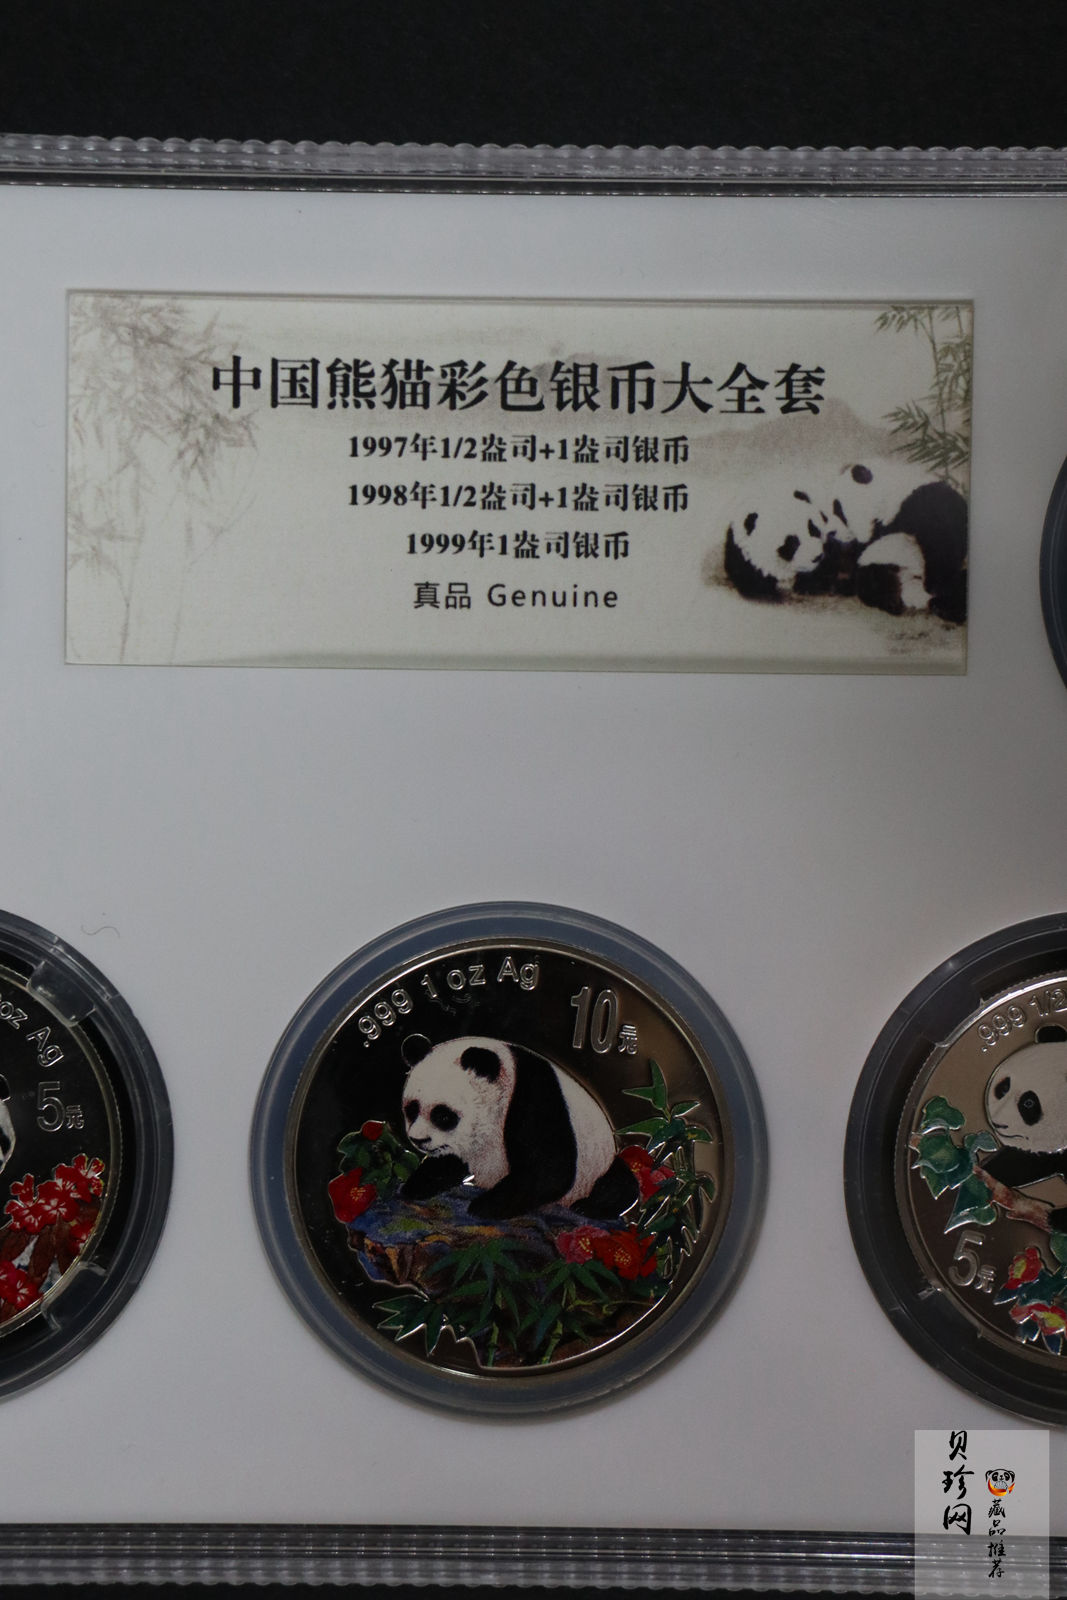 中国熊猫彩色银币大全套
1997年1/2盎司+1盎司银币
1998年1/2盎司+1盎司银币
1999年1盎司银币
真品 Genuine
oz Ag
5元
.999 1 oz Ag
10元
.999 1/2
5元
贝珍网
藏品推荐